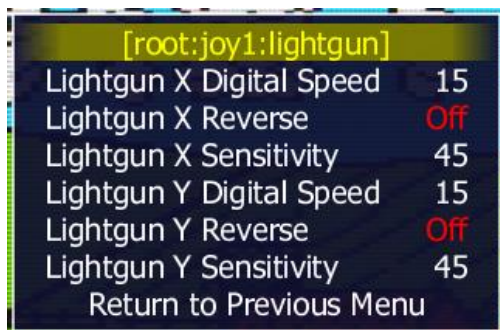 [root:joy1:lightgun]
Lightgun X Digital Speed 15
Lightgun X Reverse Off
Lightgun X Sensitivity 45
Lightgun Y Digital Speed 15
Lightgun Y Reverse Off
Lightgun Y Sensitivity 45
Return to Previous Menu